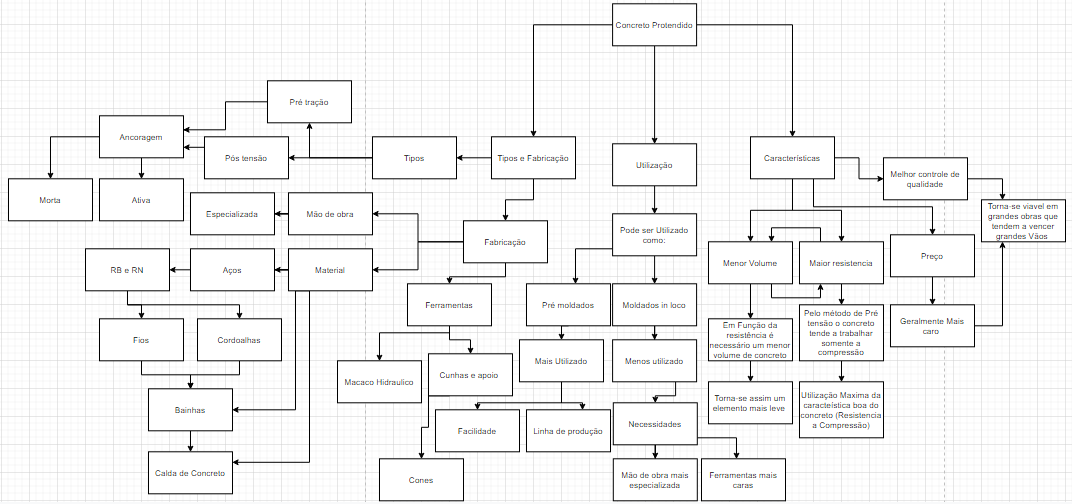 Concreto Protendido
Pré tração
Ancoragem
Pós tensão
Tipos
Tipos e Fabricação
Utilização
Características
Melhor controle de
qualidade
Morta
Ativa
Especializada
Mão de obra
Fabricação
Pode ser Utilizado
como:
Torna-se viavel em
grandes obras que
tendem a vencer
grandes Vãos
RB e RN
Aços
Material
Menor Volume
Maior resistencia
Preço
Ferramentas
Pré moldados
Moldados in loco
Fios
Cordoalhas
Em Função da
resistência é
necessário um menor
volume de concreto
Pelo método de Pré
tensão o concreto
tende a trabalhar
somente a
compressão
Geralmente Mais
caro
Macaco Hidraulico
Cunhas e apoio
Mais Utilizado
Menos utilizado
Bainhas
Torna-se assim um
elemento mais leve
Utilização Maxima da
caracteística boa do
concreto (Resistencia
a Compressão)
Facilidade
Linha de produção
Necessidades
Calda de Concreto
Cones
Mão de obra mais
especializada
Ferramentas mais
caras